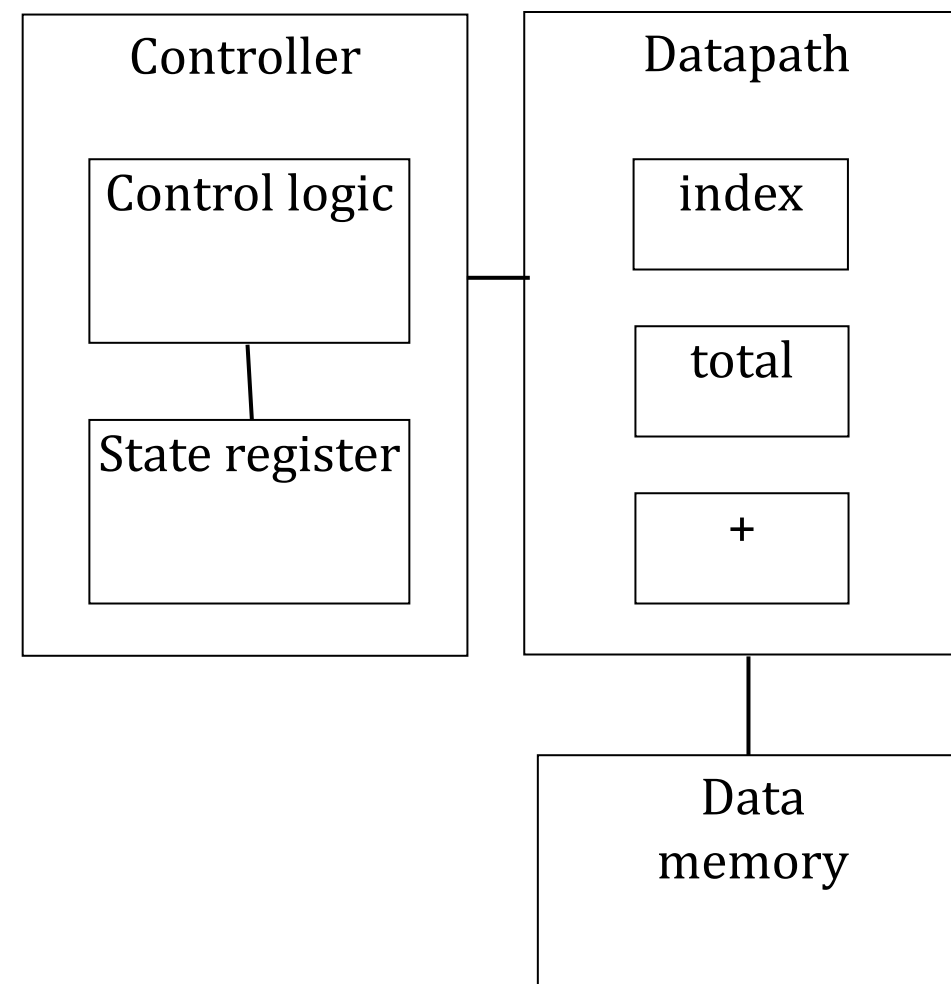 Controller
Control logic
State register
Datapath
index
total
+
Data
memory